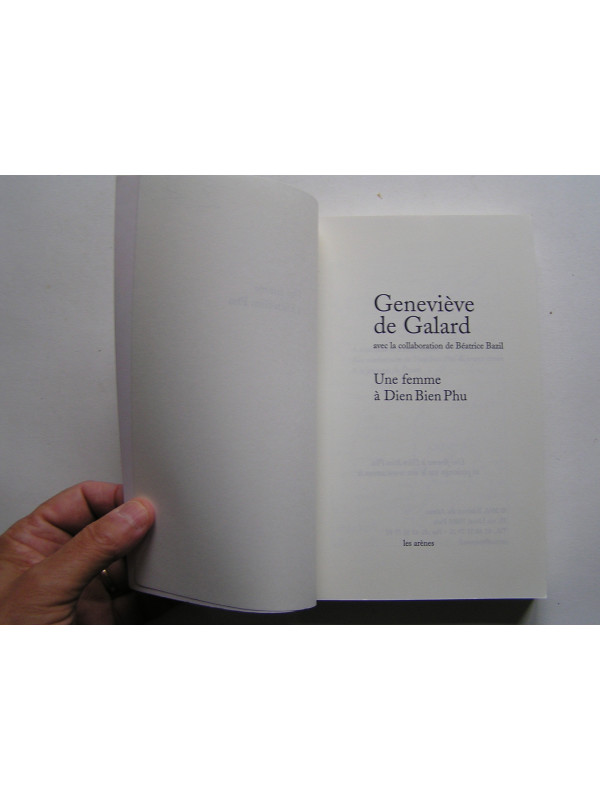 Geneviève
de Galard
avec la collaboration de Béatrice Bazil
Une femme
à Dien Bien Phu
les arènes